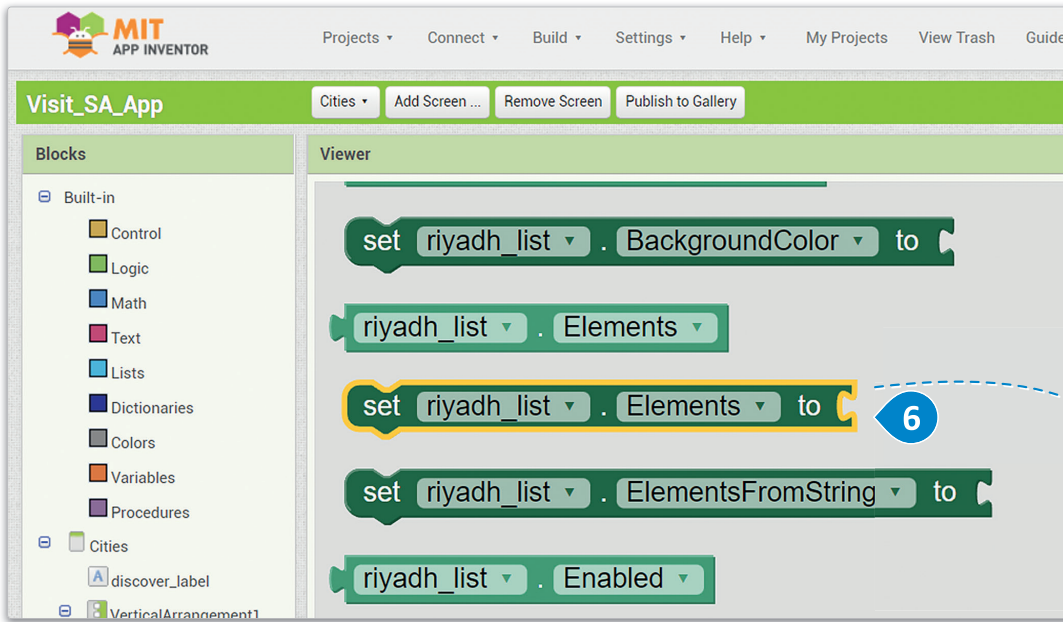 MIT
APP INVENTOR
Projects Connect Build Settings Help My Projects View Trash Guide
Visit_SA_App
Cities Add Screen ... Remove Screen Publish to Gallery
Blocks
Viewer
Built-in
Control
Logic
Math
Text
Lists
Dictionaries
Colors
Variables
Procedures
Cities
discover_label
VerticalArrangement1
set riyadh_list . BackgroundColor to
riyadh_list . Elements
set riyadh_list . Elements to
6
set riyadh_list . ElementsFromString to
riyadh_list . Enabled